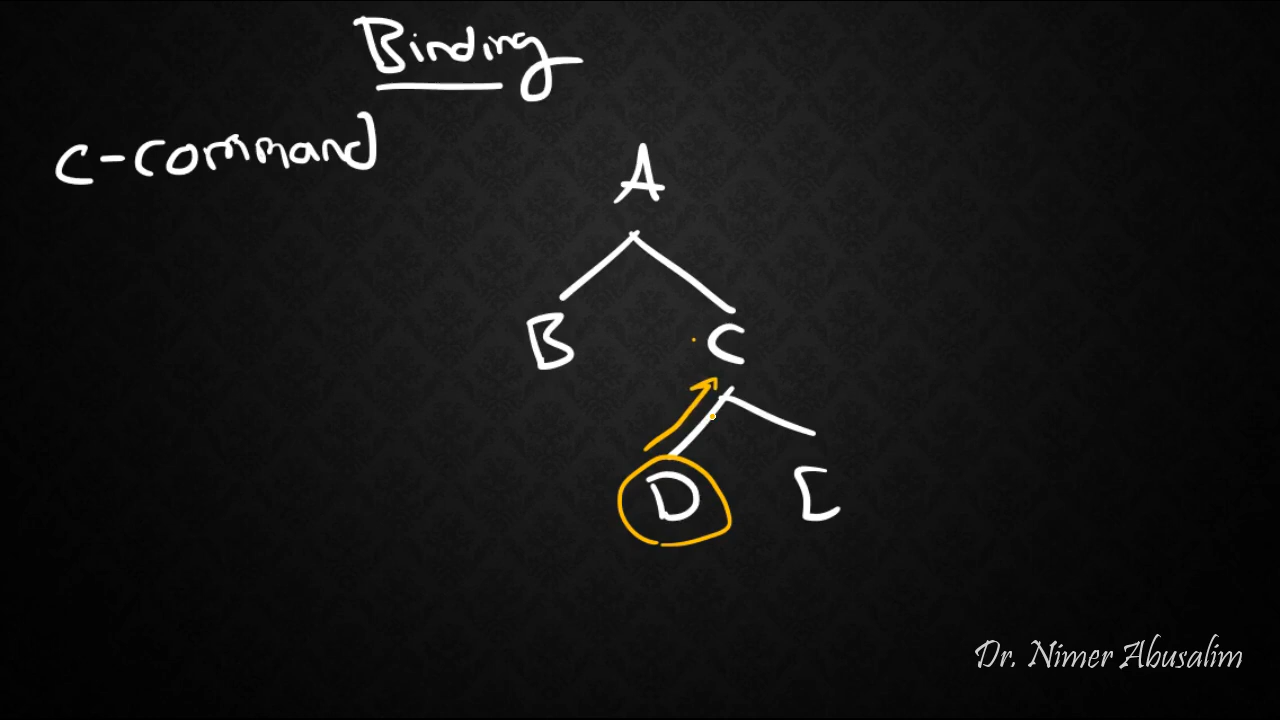 Binding
C-command
A
B C
D E
Dr. Nimer Abusalim